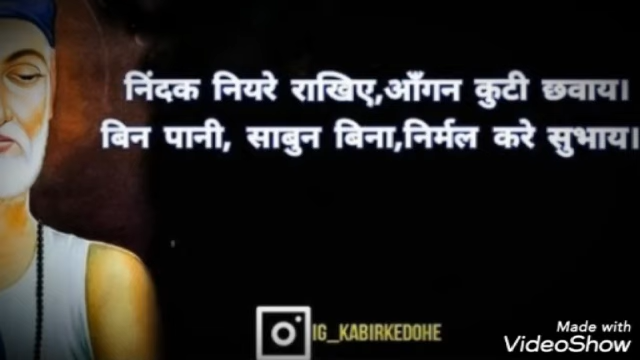 निंदक नियरे राखिए,आँगन कुटी छवाय।
बिन पानी, साबुन बिना,निर्मल करे सुभाय।
IG_KABIRKEDOHE
Made with
VideoShow